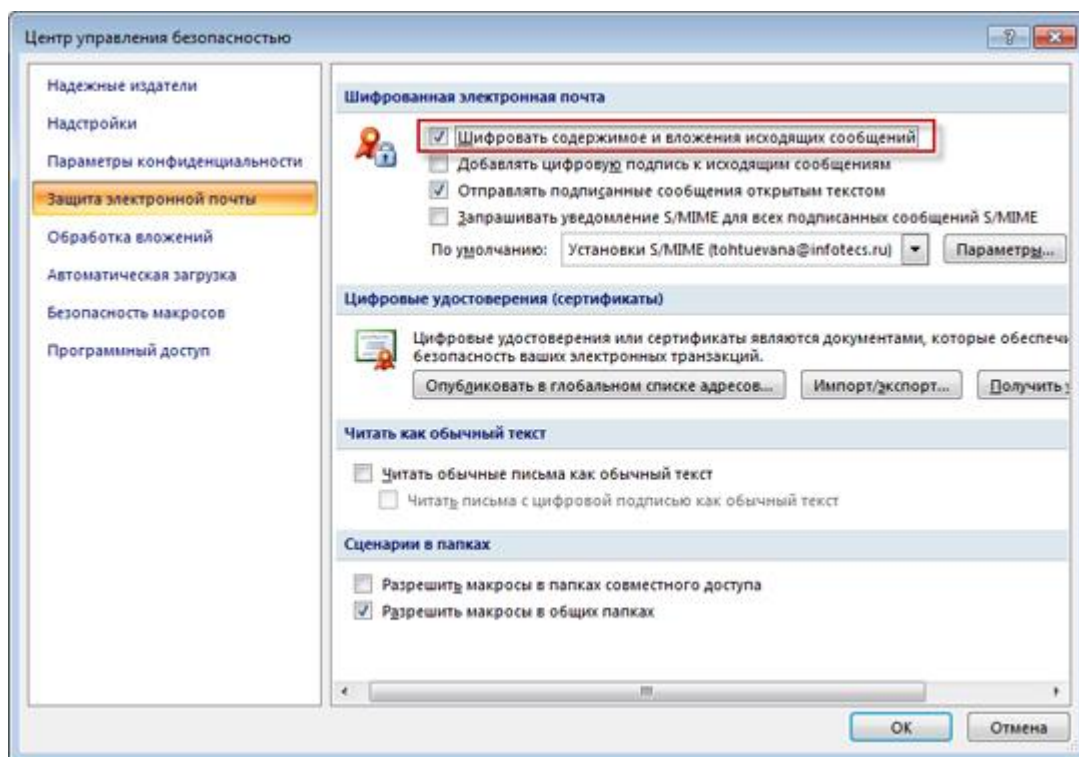 Центр управления безопасностью
Надежные издатели
Надстройки
Параметры конфиденциальности
Защита электронной почты
Обработка вложений
Автоматическая загрузка
Безопасность макросов
Программный доступ
Шифрованная электронная почта
Шифровать содержимое и вложения исходящих сообщений
Добавлять цифровую подпись к исходящим сообщениям
Отправлять подписанные сообщения открытым текстом
Запрашивать уведомление S/MIME для всех подписанных сообщений S/MIME
По умолчанию: Установки S/MIME (tohtuevana@infotecs.ru) Параметры...
Цифровые удостоверения (сертификаты)
Цифровые удостоверения или сертификаты являются документами, которые обеспечи
безопасность ваших электронных транзакций.
Опубликовать в глобальном списке адресов... Импорт/экспорт... Получить
Читать как обычный текст
Читать обычные письма как обычный текст
Читать письма с цифровой подписью как обычный текст
Сценарии в папках
Разрешить макросы в папках совместного доступа
Разрешить макросы в общих папках
ОК Отмена